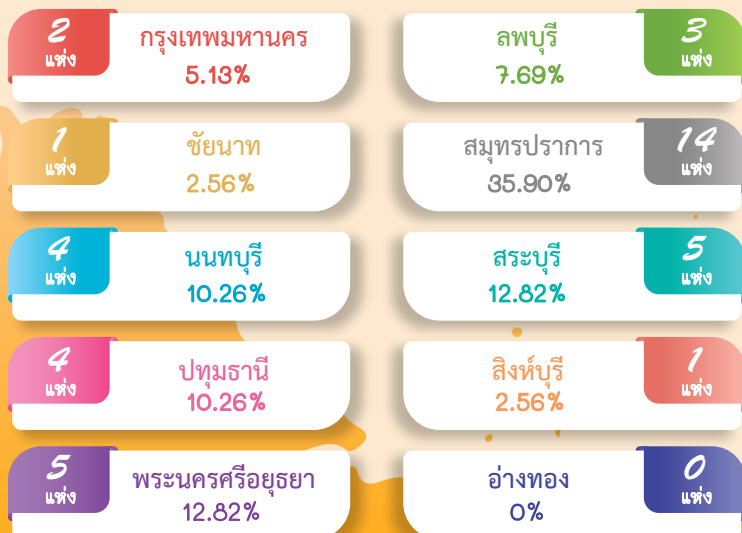 2
แห่ง
กรุงเทพมหานคร
5.13%
ลพบุรี
7.69%
3
แห่ง
1
แห่ง
ชัยนาท
2.56%
สมุทรปราการ
35.90%
14
แห่ง
4
แห่ง
นนทบุรี
10.26%
สระบุรี
12.82%
5
แห่ง
4
แห่ง
ปทุมธานี
10.26%
สิงห์บุรี
2.56%
1
แห่ง
5
แห่ง
พระนครศรีอยุธยา
12.82%
อ่างทอง
0%
0
แห่ง